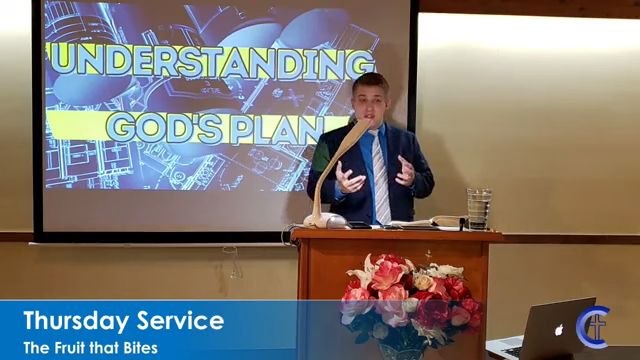 UNDERSTANDING
GOD'S PLAN
Thursday Service
The Fruit that Bites